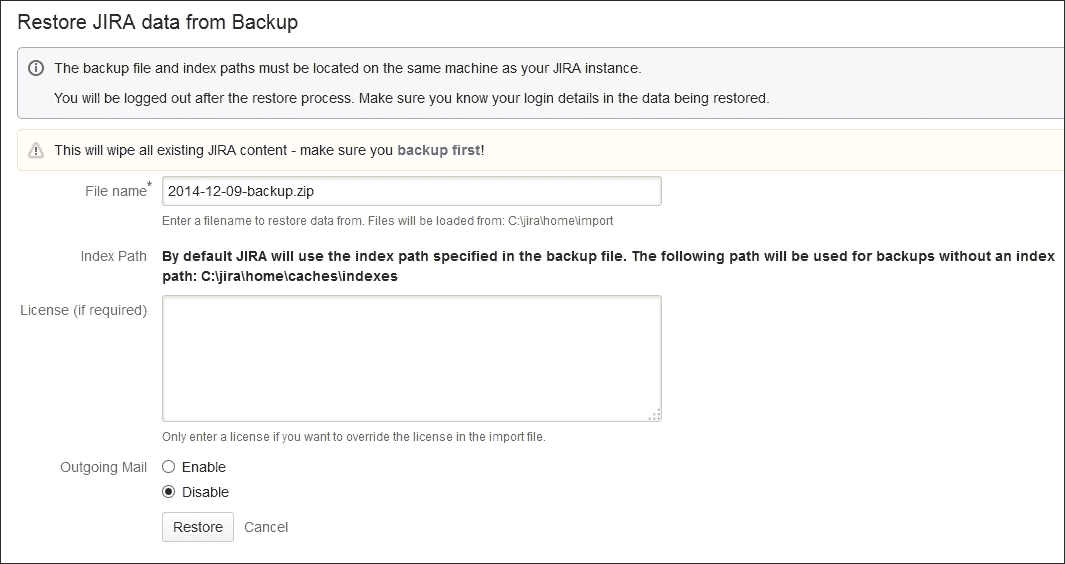 Restore JIRA data from Backup
The backup file and index paths must be located on the same machine as your JIRA instance.
You will be logged out after the restore process. Make sure you know your login details in the data being restored.
This will wipe all existing JIRA content - make sure you backup first!
File name*
2014-12-09-backup.zip
Enter a filename to restore data from. Files will be loaded from: C:\jira\home\import
Index Path
By default JIRA will use the index path specified in the backup file. The following path will be used for backups without an index
path: C:\jira\home\caches\indexes
License (if required)
Only enter a license if you want to override the license in the import file.
Outgoing Mail
Enable
Disable
Restore Cancel